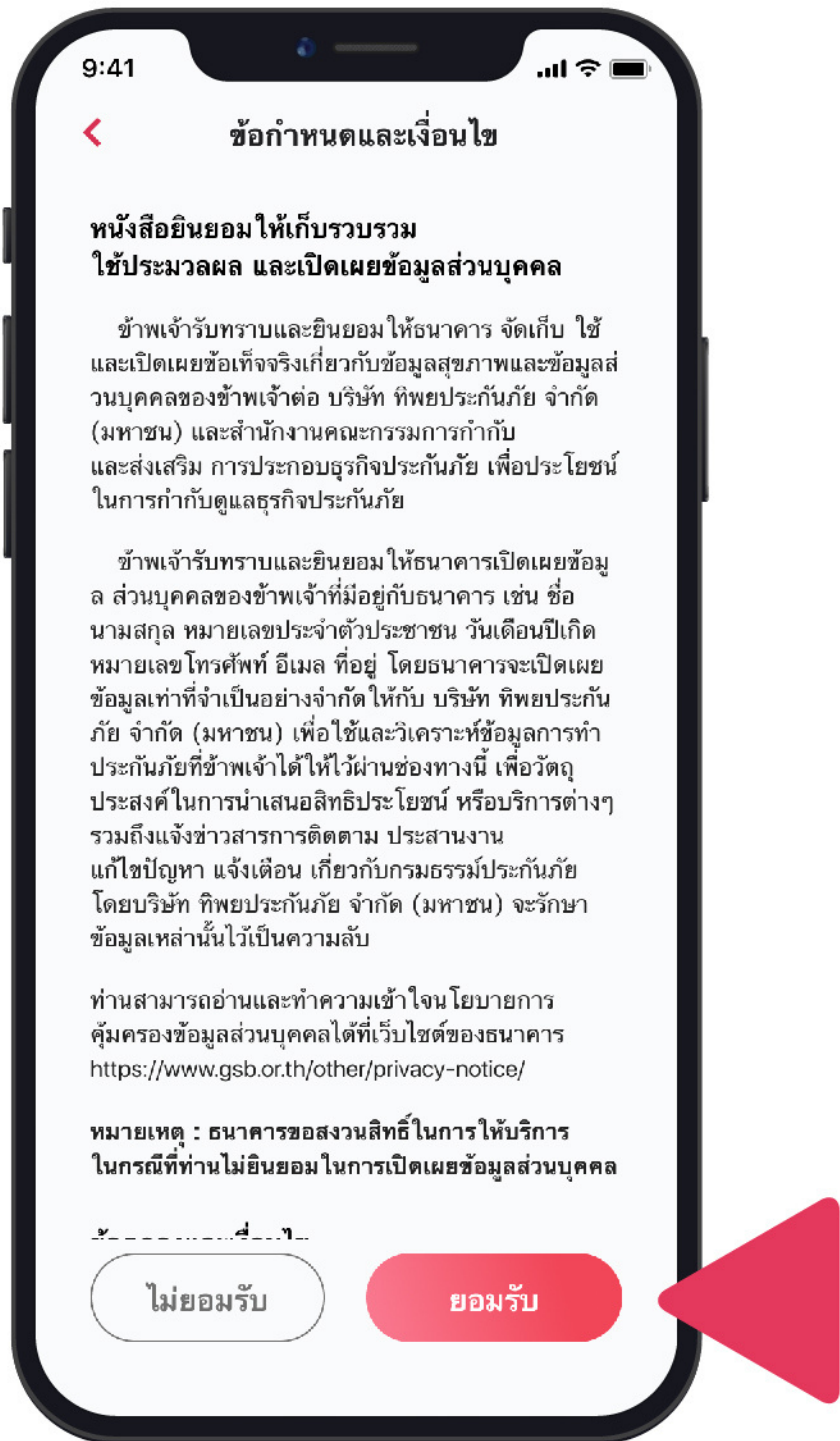 9:41
ข้อกำหนดและเงื่อนไข
หนังสือยินยอมให้เก็บรวบรวม
ใช้ประมวลผล และเปิดเผยข้อมูลส่วนบุคคล
ข้าพเจ้ารับทราบและยินยอมให้ธนาคาร จัดเก็บ ใช้
และเปิดเผยข้อเท็จจริงเกี่ยวกับข้อมูลสุขภาพและข้อมูลส่
วนบุคคลของข้าพเจ้าต่อ บริษัท ทิพยประกันภัย จำกัด
(มหาชน) และสำนักงานคณะกรรมการกำกับ
และส่งเสริม การประกอบธุรกิจประกันภัย เพื่อประโยชน์
ในการกำกับดูแลธุรกิจประกันภัย
ข้าพเจ้ารับทราบและยินยอมให้ธนาคารเปิดเผยข้อมู
ล ส่วนบุคคลของข้าพเจ้าที่มีอยู่กับธนาคาร เช่น ชื่อ
นามสกุล หมายเลขประจำตัวประชาชน วันเดือนปีเกิด
หมายเลขโทรศัพท์ อีเมล ที่อยู่ โดยธนาคารจะเปิดเผย
ข้อมูลเท่าที่จำเป็นอย่างจำกัดให้กับ บริษัท ทิพยประกัน
ภัย จำกัด (มหาชน) เพื่อใช้และวิเคราะห์ข้อมูลการทำ
ประกันภัยที่ข้าพเจ้าได้ให้ไว้ผ่านช่องทางนี้ เพื่อวัตถุ
ประสงค์ในการนำเสนอสิทธิประโยชน์ หรือบริการต่างๆ
รวมถึงแจ้งข่าวสารการติดตาม ประสานงาน
แก้ไขปัญหา แจ้งเตือน เกี่ยวกับกรมธรรม์ประกันภัย
โดยบริษัท ทิพยประกันภัย จำกัด (มหาชน) จะรักษา
ข้อมูลเหล่านั้นไว้เป็นความลับ
ท่านสามารถอ่านและทำความเข้าใจนโยบายการ
คุ้มครองข้อมูลส่วนบุคคลได้ที่เว็บไซต์ของธนาคาร
https://www.gsb.or.th/other/privacy-notice/
หมายเหตุ : ธนาคารขอสงวนสิทธิ์ในการให้บริการ
ในกรณีที่ท่านไม่ยินยอมในการเปิดเผยข้อมูลส่วนบุคคล
ไม่ยอมรับ
ยอมรับ